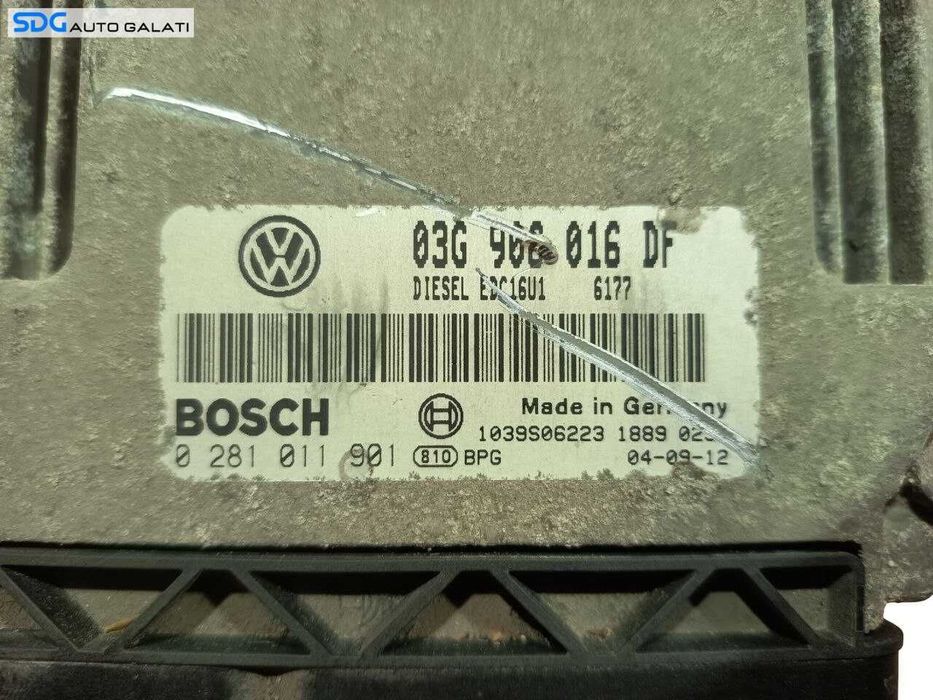 SDG AUTO GALATI
03G 906 016 DF
DIESEL EDC16U1 6177
BOSCH
Made in Germany
1039S06223 1889
0 281 011 901 810 BPG 04-09-12